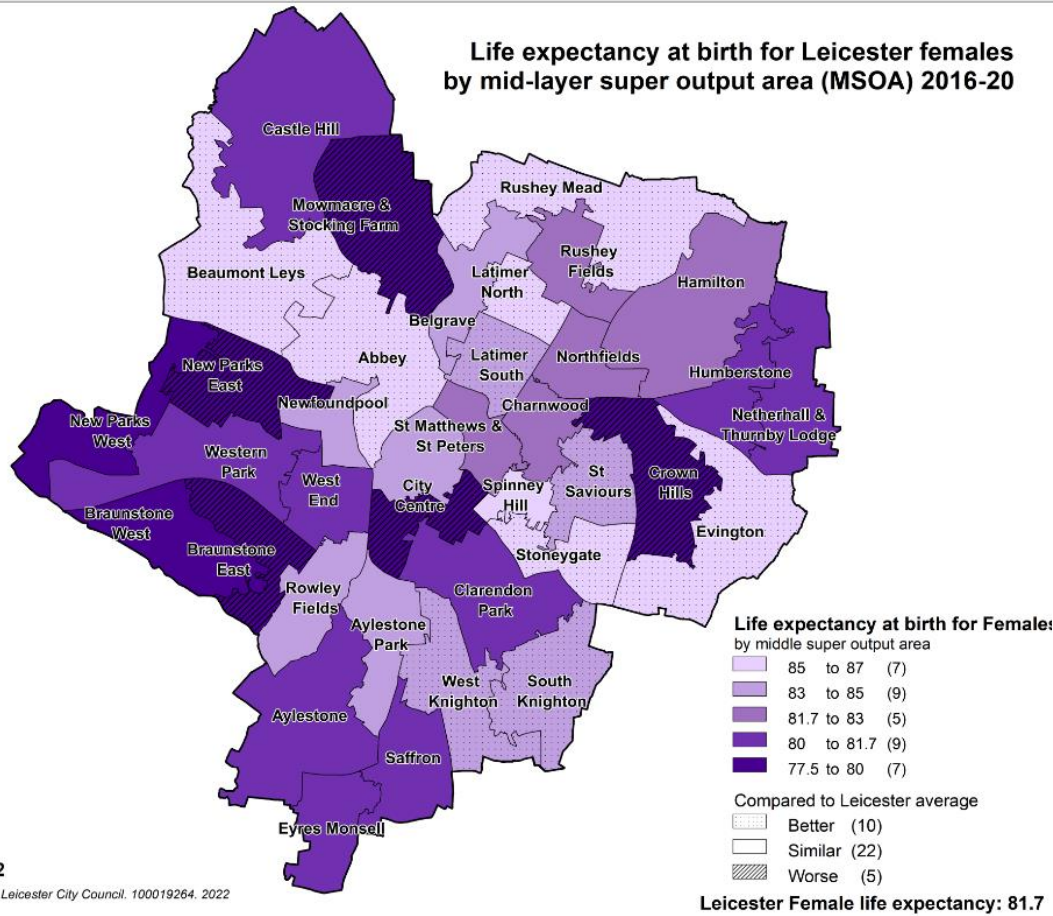 Life expectancy at birth for Leicester females
by mid-layer super output area (MSOA) 2016-20
Castle Hill
Mowmacre &
Stocking Farm
Rushey Mead
Beaumont Leys
Rushey
Fields
Latimer
North
Hamilton
Belgrave
Abbey
Latimer
South
Northfields
New Parks
East
Humberstone
Newfoundpool
Charnwood
New Parks
West
St Matthews &
St Peters
Netherhall &
Thurnby Lodge
Western
Park
West
End
City
Centre
Spinney
Hill
St
Saviours
Crown
Hills
Braunstone
West
Evington
Braunstone
East
Stoneygate
Rowley
Fields
Clarendon
Park
Aylestone
Park
West
Knighton
South
Knighton
Aylestone
Saffron
Eyres Monsell
Life expectancy at birth for Females
by middle super output area
85 to 87 (7)
83 to 85 (9)
81.7 to 83 (5)
80 to 81.7 (9)
77.5 to 80 (7)
Compared to Leicester average
Better (10)
Similar (22)
Worse (5)
Leicester Female life expectancy: 81.7
2
Leicester City Council. 100019264. 2022